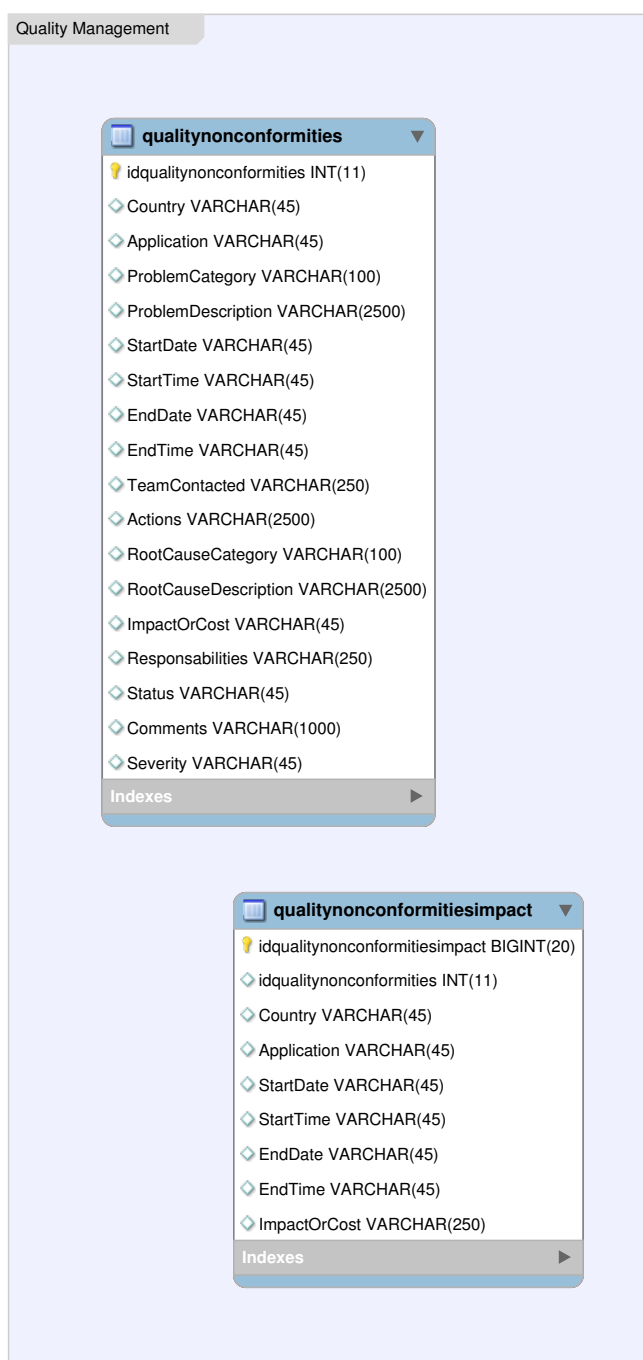 Quality Management
qualitynonconformities
idqualitynonconformities INT(11)
Country VARCHAR(45)
Application VARCHAR(45)
ProblemCategory VARCHAR(100)
ProblemDescription VARCHAR(2500)
StartDate VARCHAR(45)
StartTime VARCHAR(45)
EndDate VARCHAR(45)
EndTime VARCHAR(45)
TeamContacted VARCHAR(250)
Actions VARCHAR(2500)
RootCauseCategory VARCHAR(100)
RootCauseDescription VARCHAR(2500)
ImpactOrCost VARCHAR(45)
Responsabilities VARCHAR(250)
Status VARCHAR(45)
Comments VARCHAR(1000)
Severity VARCHAR(45)
Indexes
qualitynonconformitiesimpact
idqualitynonconformitiesimpact BIGINT(20)
idqualitynonconformities INT(11)
Country VARCHAR(45)
Application VARCHAR(45)
StartDate VARCHAR(45)
StartTime VARCHAR(45)
EndDate VARCHAR(45)
EndTime VARCHAR(45)
ImpactOrCost VARCHAR(250)
Indexes